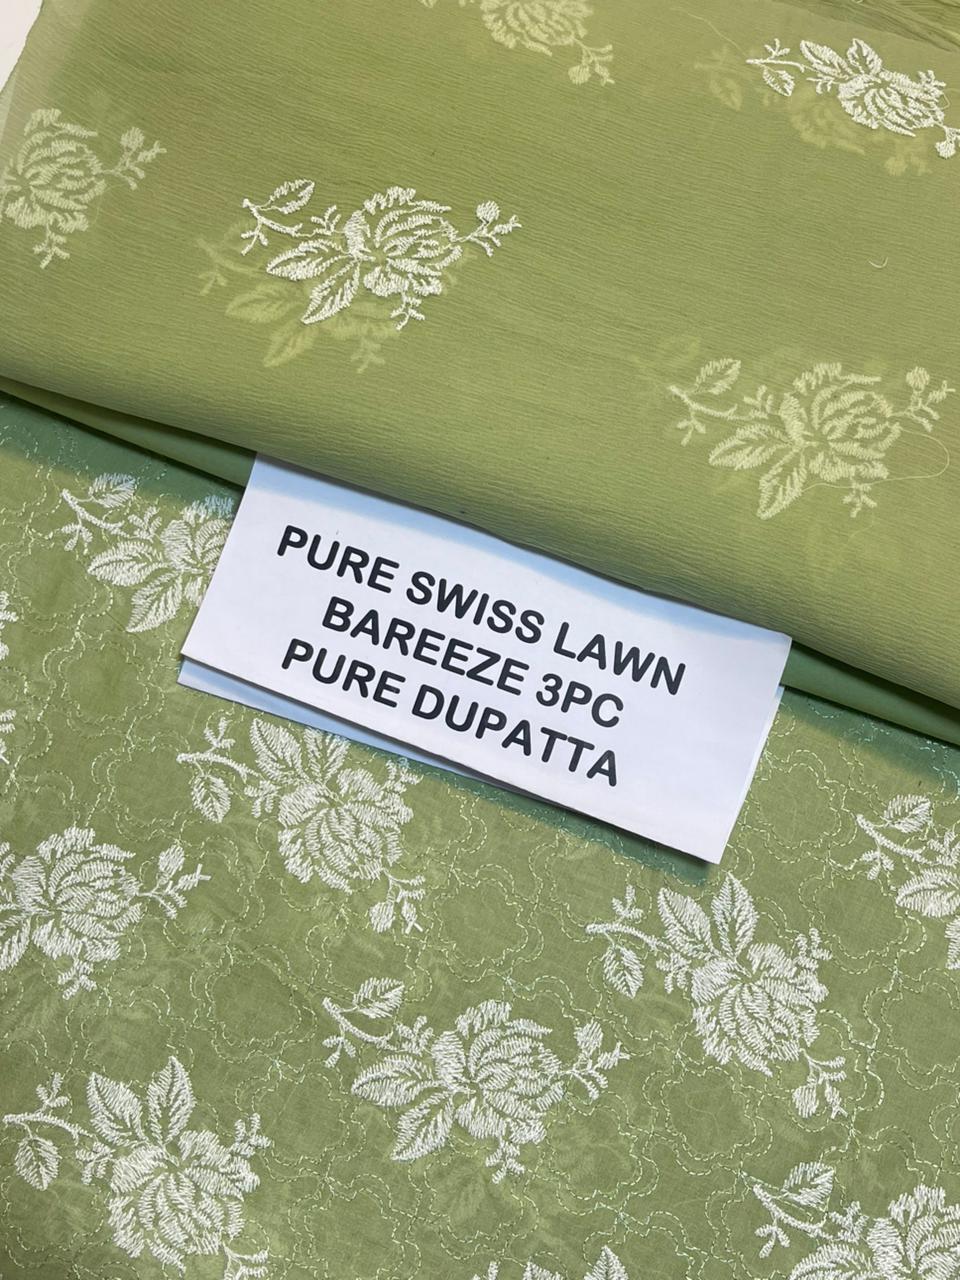 PURE SWISS LAWN
BAREEZE 3PC
PURE DUPATTA